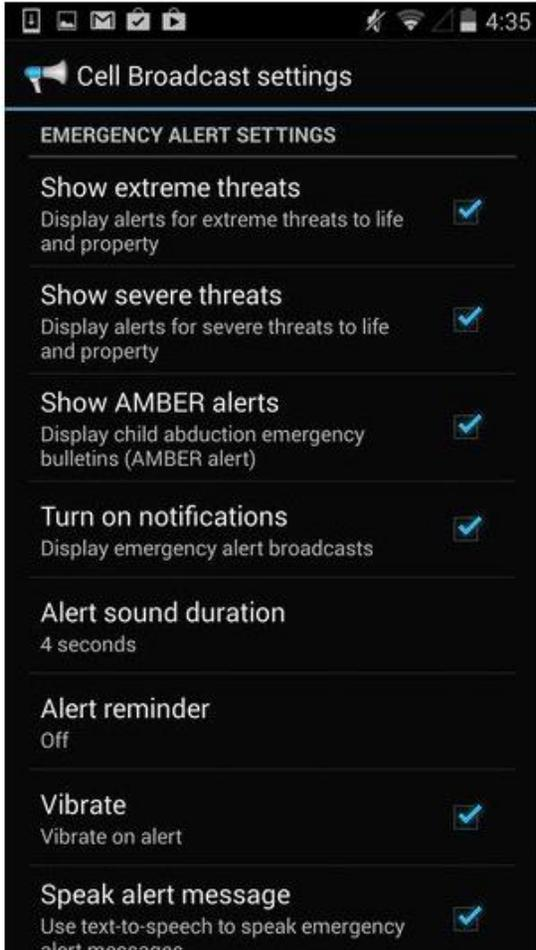 4:35
Cell Broadcast settings
EMERGENCY ALERT SETTINGS
Show extreme threats
Display alerts for extreme threats to life
and property
Show severe threats
Display alerts for severe threats to life
and property
Show AMBER alerts
Display child abduction emergency
bulletins (AMBER alert)
Turn on notifications
Display emergency alert broadcasts
Alert sound duration
4 seconds
Alert reminder
Off
Vibrate
Vibrate on alert
Speak alert message
Use text-to-speech to speak emergency
alert messages